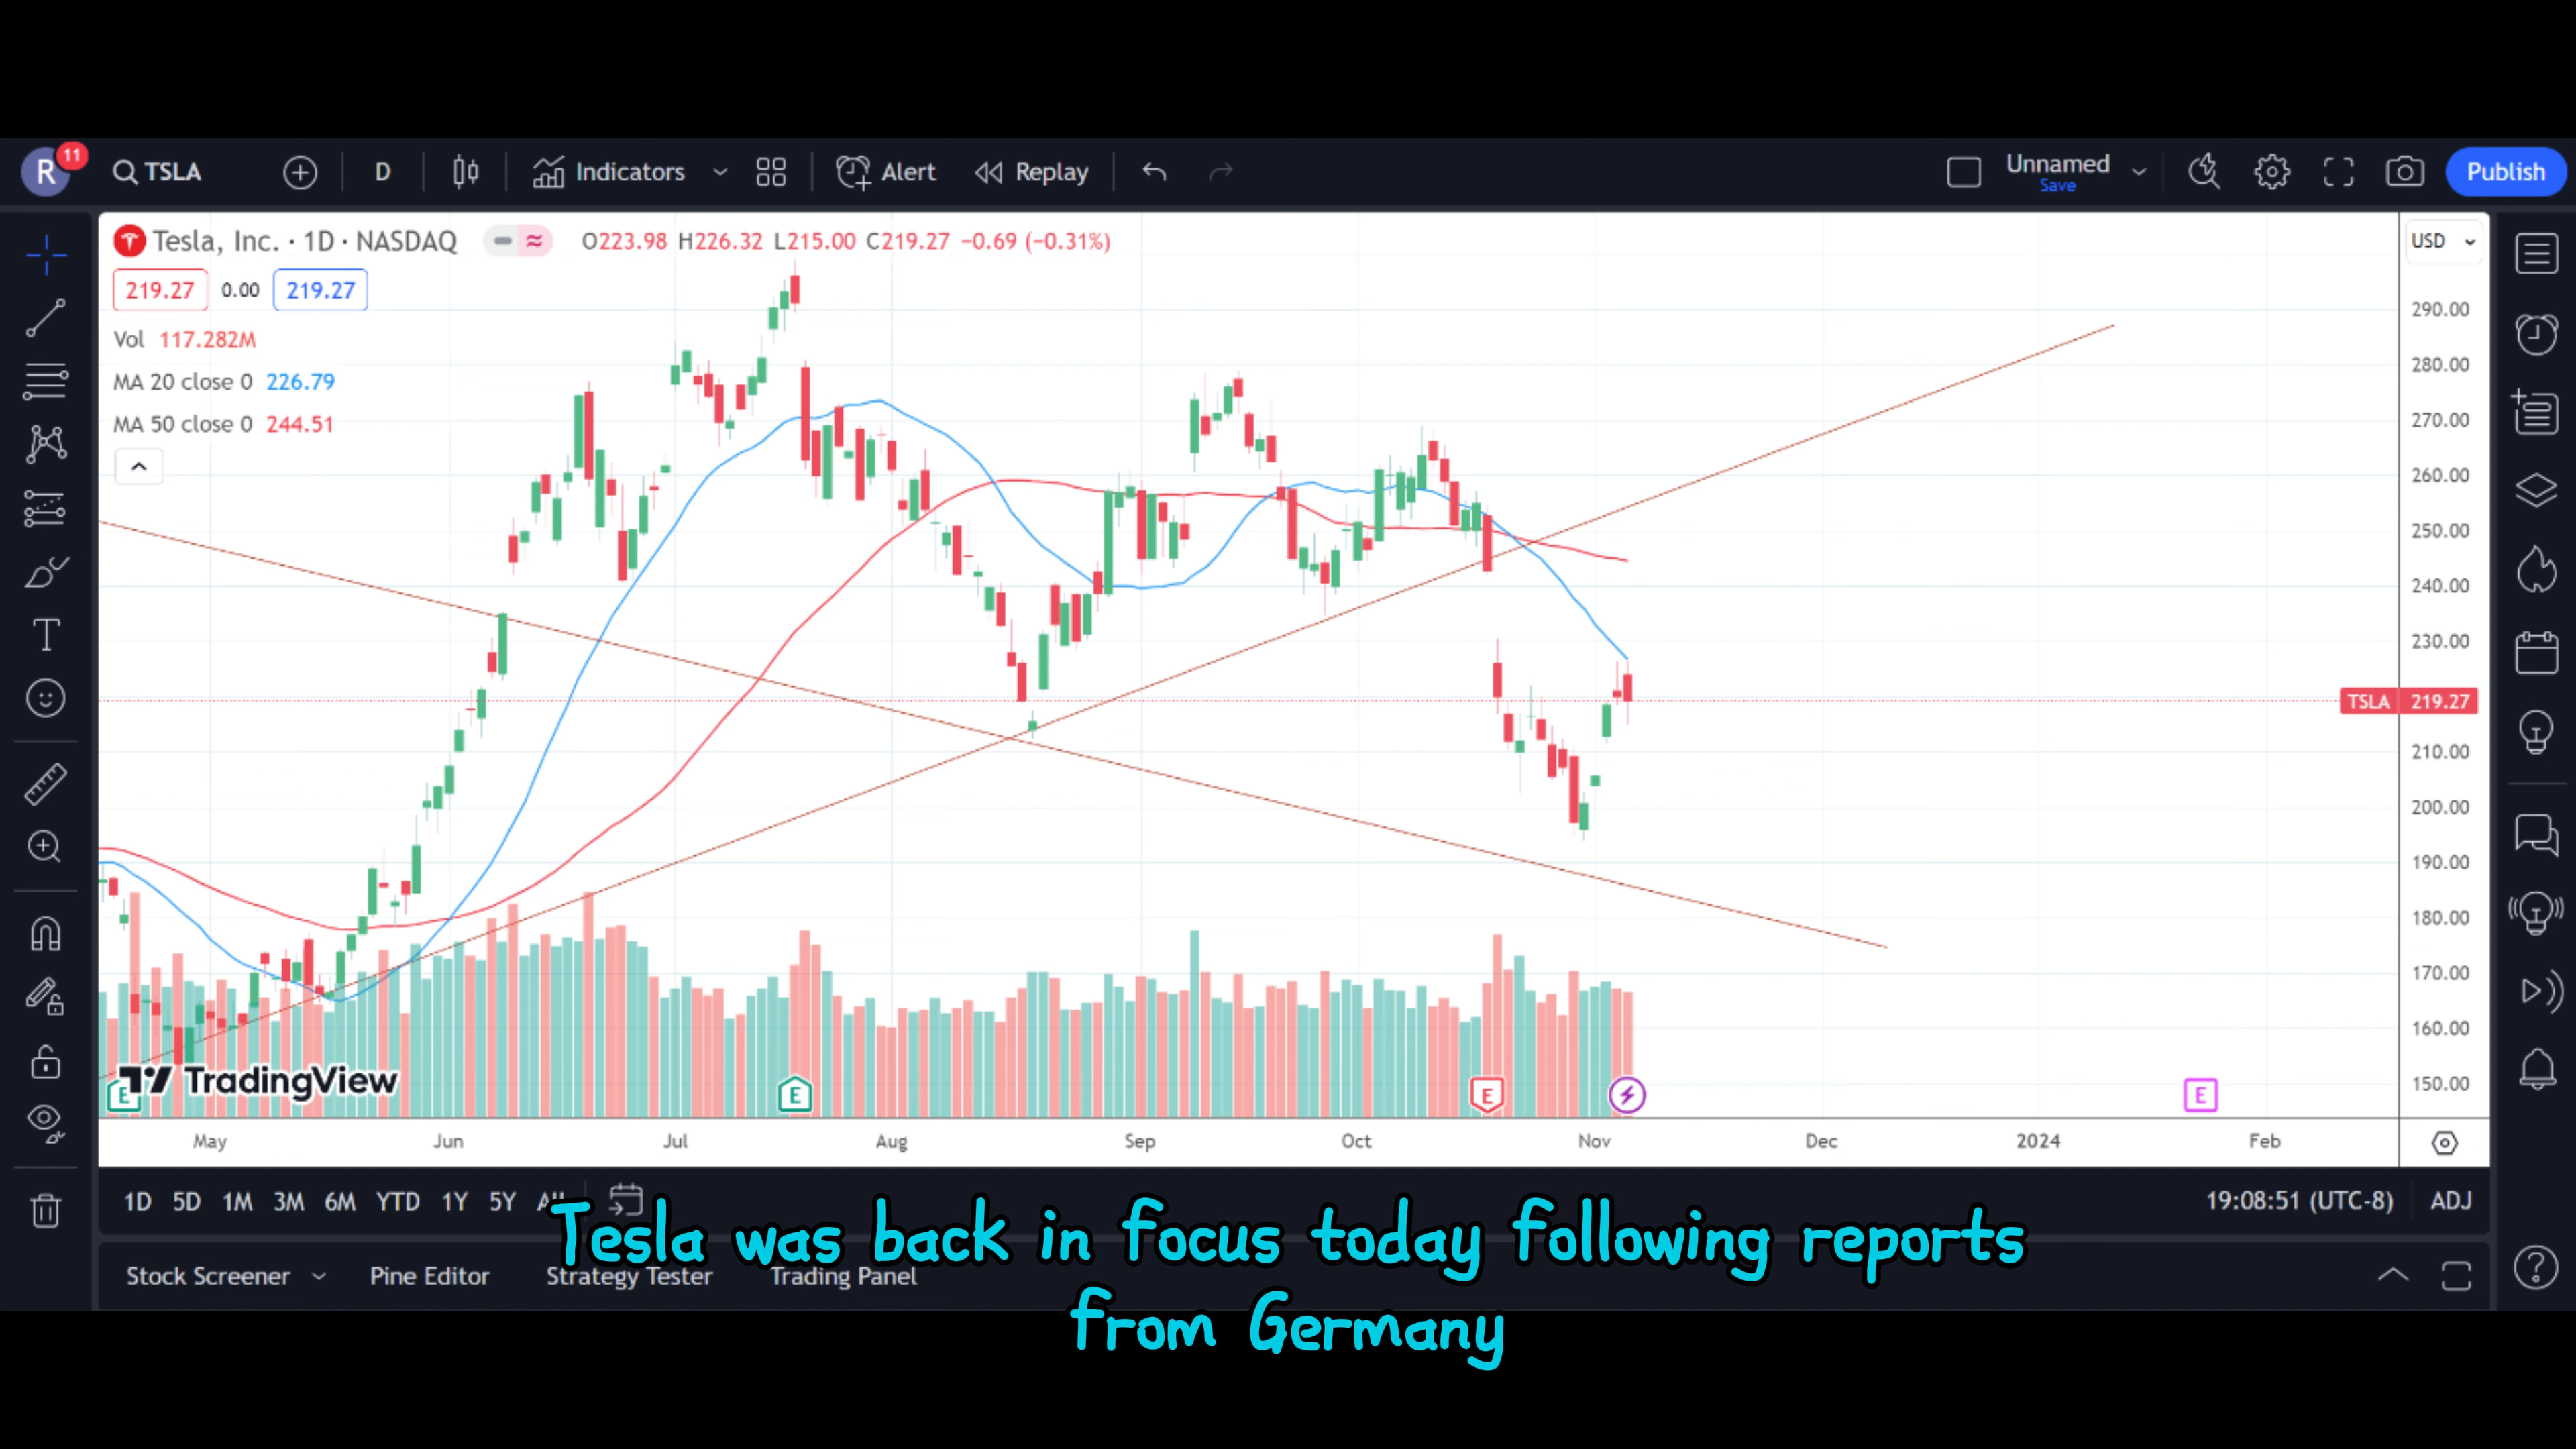 R 11 TSLA D Indicators Alert Replay Unnamed Publish
Save
Tesla, Inc. · 1D · NASDAQ O223.98 H226.32 L215.00 C219.27 −0.69 (−0.31%) USD
219.27 0.00 219.27
Vol 117.282M
MA 20 close 0 226.79
MA 50 close 0 244.51
290.00
280.00
270.00
260.00
250.00
240.00
230.00
TSLA 219.27
210.00
200.00
190.00
180.00
170.00
160.00
150.00
TradingView
E E E E
May Jun Jul Aug Sep Oct Nov Dec 2024 Feb
1D 5D 1M 3M 6M YTD 1Y 5Y All 19:08:51 (UTC-8) ADJ
Stock Screener Pine Editor Strategy Tester Trading Panel
Tesla was back in focus today following reports
from Germany